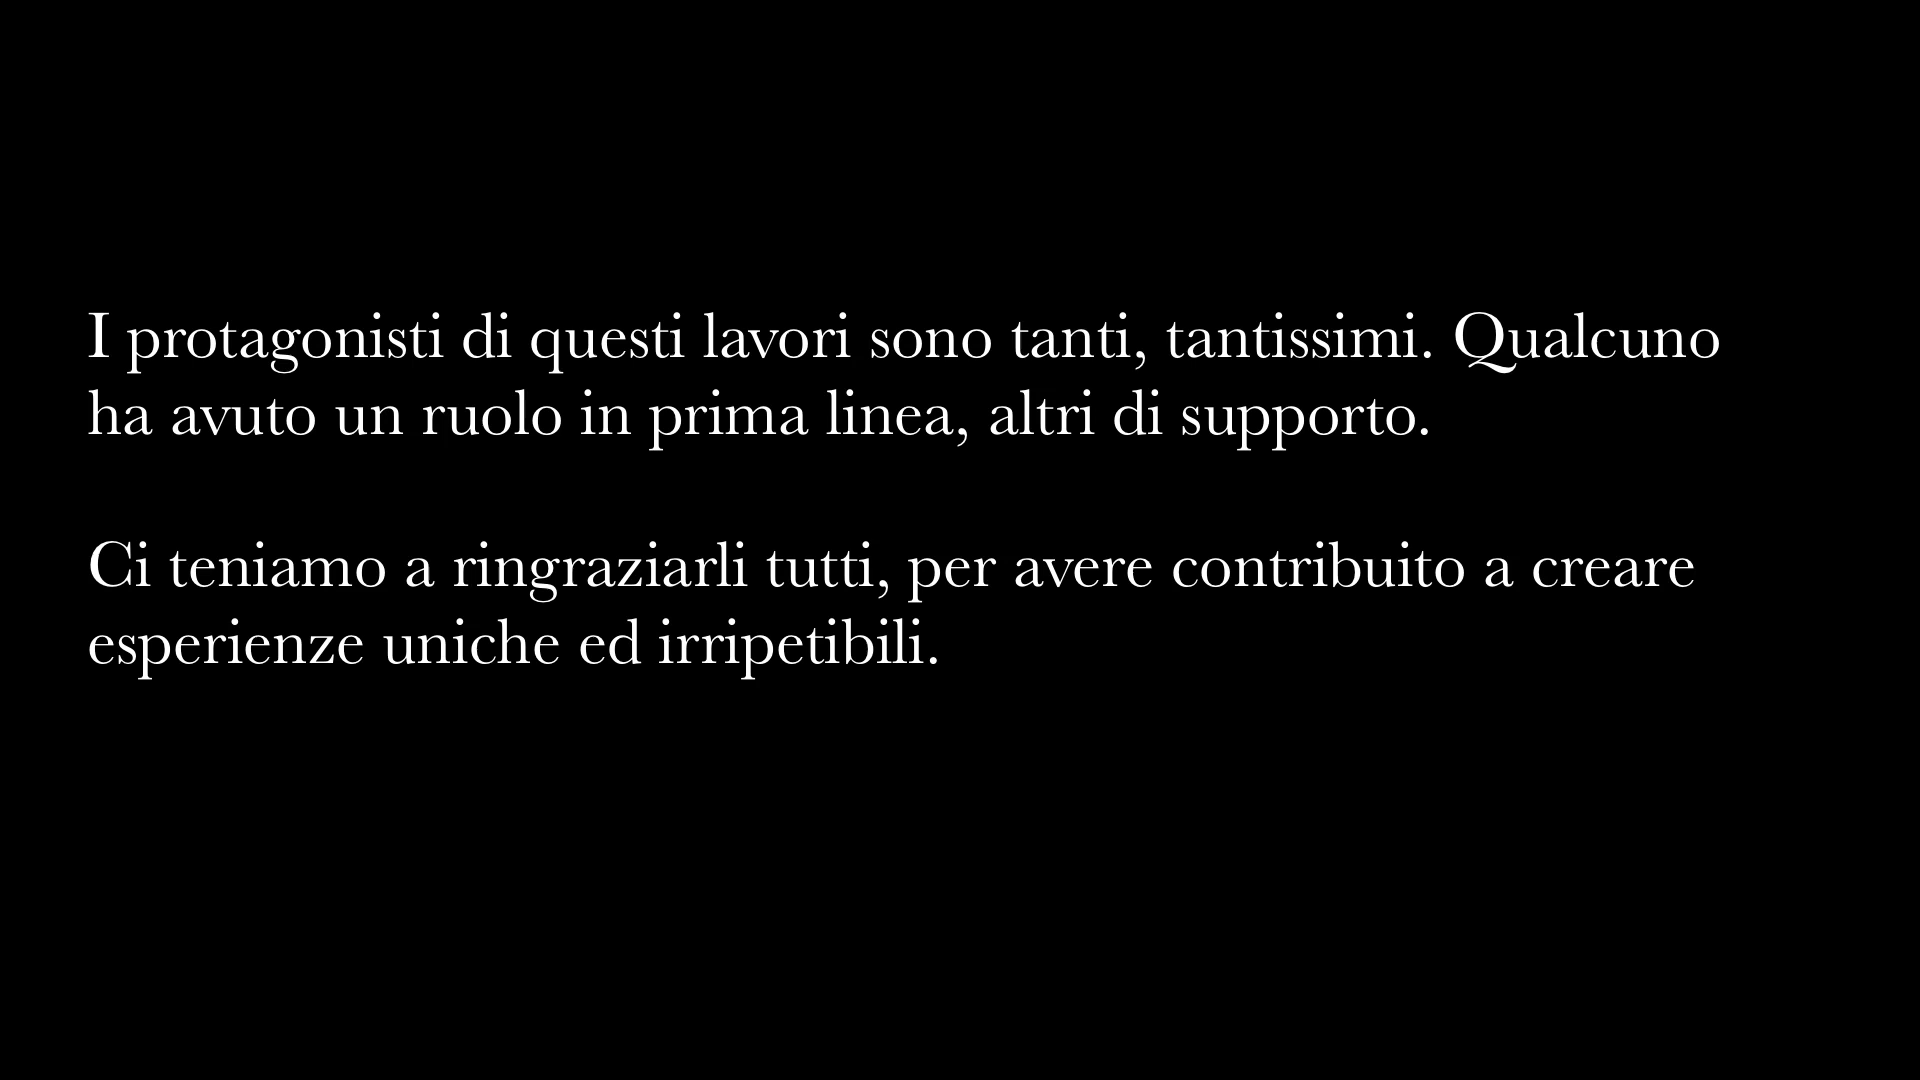 I protagonisti di questi lavori sono tanti, tantissimi. Qualcuno
ha avuto un ruolo in prima linea, altri di supporto.
Ci teniamo a ringraziarli tutti, per avere contribuito a creare
esperienze uniche ed irripetibili.